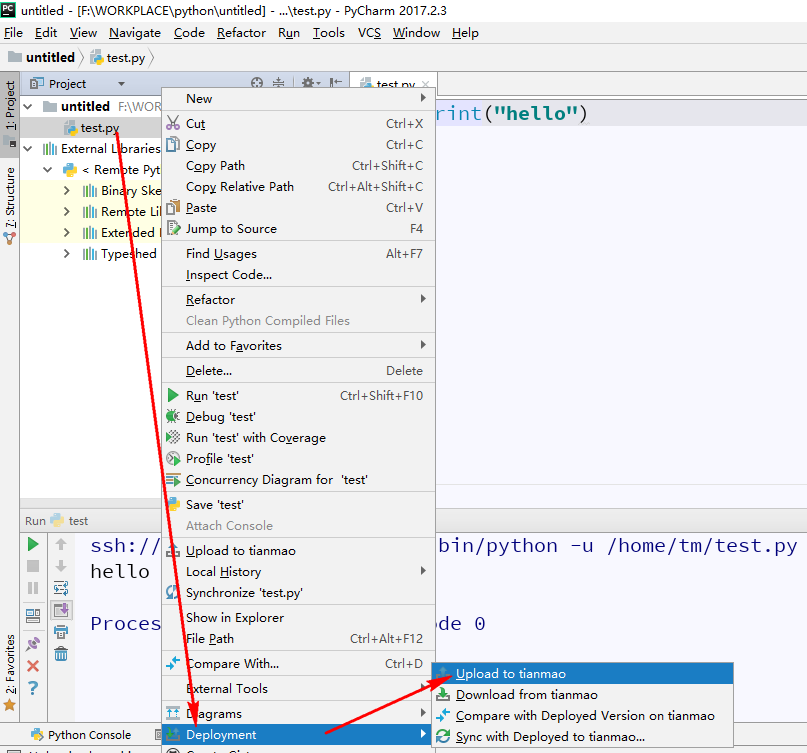 untitled - [F:\WORKPLACE\python\untitled] - ...\test.py - PyCharm 2017.2.3
File Edit View Navigate Code Refactor Run Tools VCS Window Help
untitled test.py
Project test.py
1: Project
7: Structure
2: Favorites
untitled F:\WOR
test.py
External Libraries
< Remote Pyt
Binary Ske
Remote Lil
Extended
Typeshed
rint("hello")
New
Cut Ctrl+X
Copy Ctrl+C
Copy Path Ctrl+Shift+C
Copy Relative Path Ctrl+Alt+Shift+C
Paste Ctrl+V
Jump to Source F4
Find Usages Alt+F7
Inspect Code...
Refactor
Clean Python Compiled Files
Add to Favorites
Delete... Delete
Run 'test' Ctrl+Shift+F10
Debug 'test'
Run 'test' with Coverage
Profile 'test'
Concurrency Diagram for 'test'
Save 'test'
Attach Console
Upload to tianmao
Local History
Synchronize 'test.py'
Show in Explorer
File Path Ctrl+Alt+F12
Compare With... Ctrl+D
External Tools
Diagrams
Deployment
Upload to tianmao
Download from tianmao
Compare with Deployed Version on tianmao
Sync with Deployed to tianmao...
Run test
ssh:// bin/python -u /home/tm/test.py
hello
Proces de 0
Python Console